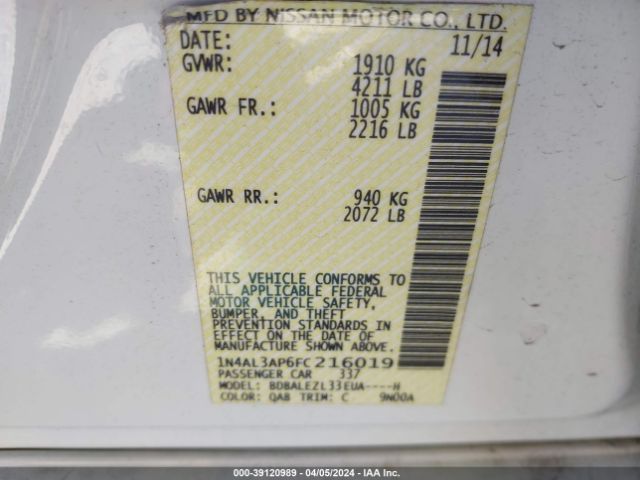 MFD BY NISSAN MOTOR CO., LTD.
DATE: 11/14
GVWR: 1910 KG
4211 LB
GAWR FR.: 1005 KG
2216 LB
GAWR RR.: 940 KG
2072 LB
THIS VEHICLE CONFORMS TO
ALL APPLICABLE FEDERAL
MOTOR VEHICLE SAFETY,
BUMPER, AND THEFT
PREVENTION STANDARDS IN
EFFECT ON THE DATE OF
MANUFACTURE SHOWN ABOVE.
1N4AL3AP6FC216019
PASSENGER CAR 337
MODEL: BDBALEZL33EUA----H
COLOR: QAB TRIM: C 9N00A
000-39120989 - 04/05/2024 - IAA Inc.